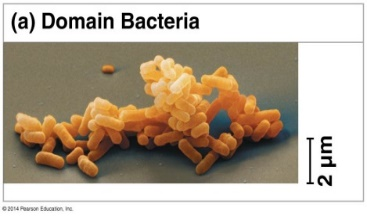 (a) Domain Bacteria
2 μm
© 2014 Pearson Education, Inc.